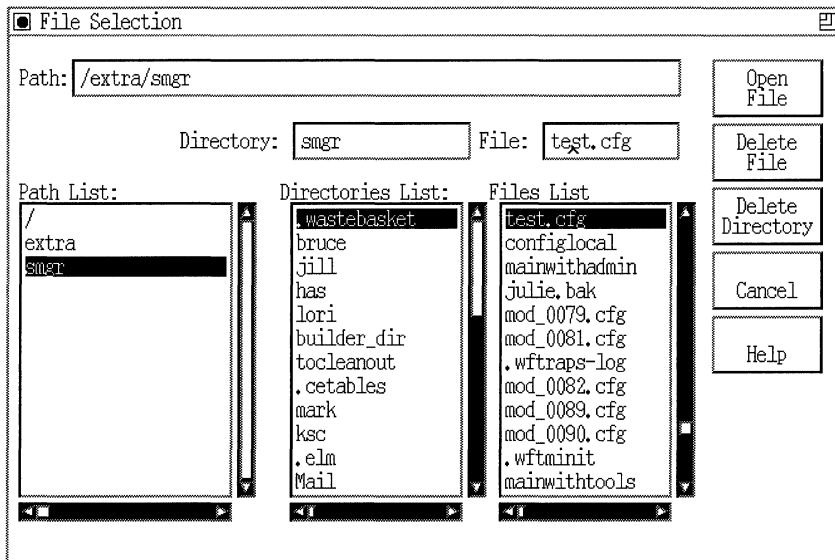 File Selection
Path: /extra/smgr
Directory: smgr File: test.cfg
Open
File
Delete
File
Delete
Directory
Cancel
Help
Path List:
/
extra
smgr
Directories List:
.wastebasket
bruce
jill
has
lori
builder_dir
tocleanout
.cetables
mark
ksc
.elm
Mail
Files List
test.cfg
configlocal
mainwithadmin
julie.bak
mod_0079.cfg
mod_0081.cfg
.wftraps-log
mod_0082.cfg
mod_0089.cfg
mod_0090.cfg
.wftminit
mainwithtools